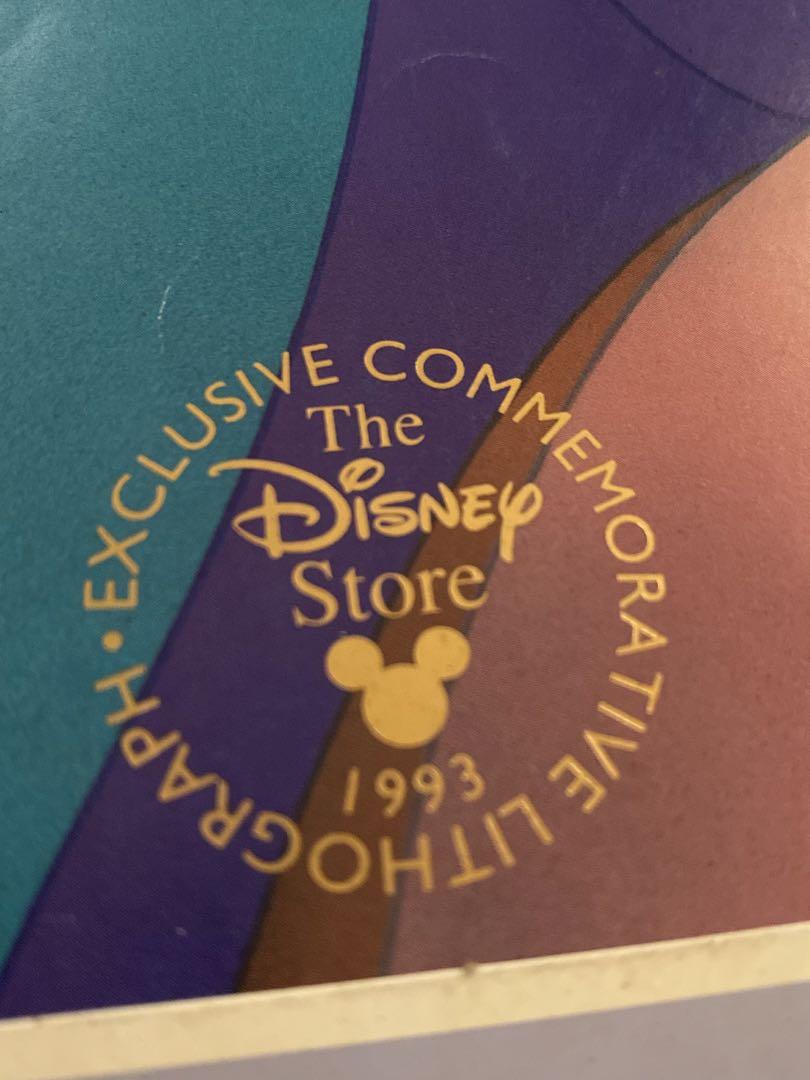 EXCLUSIVE COMMEMORATIVE LITHOGRAPH •
The
Disney
Store
1993